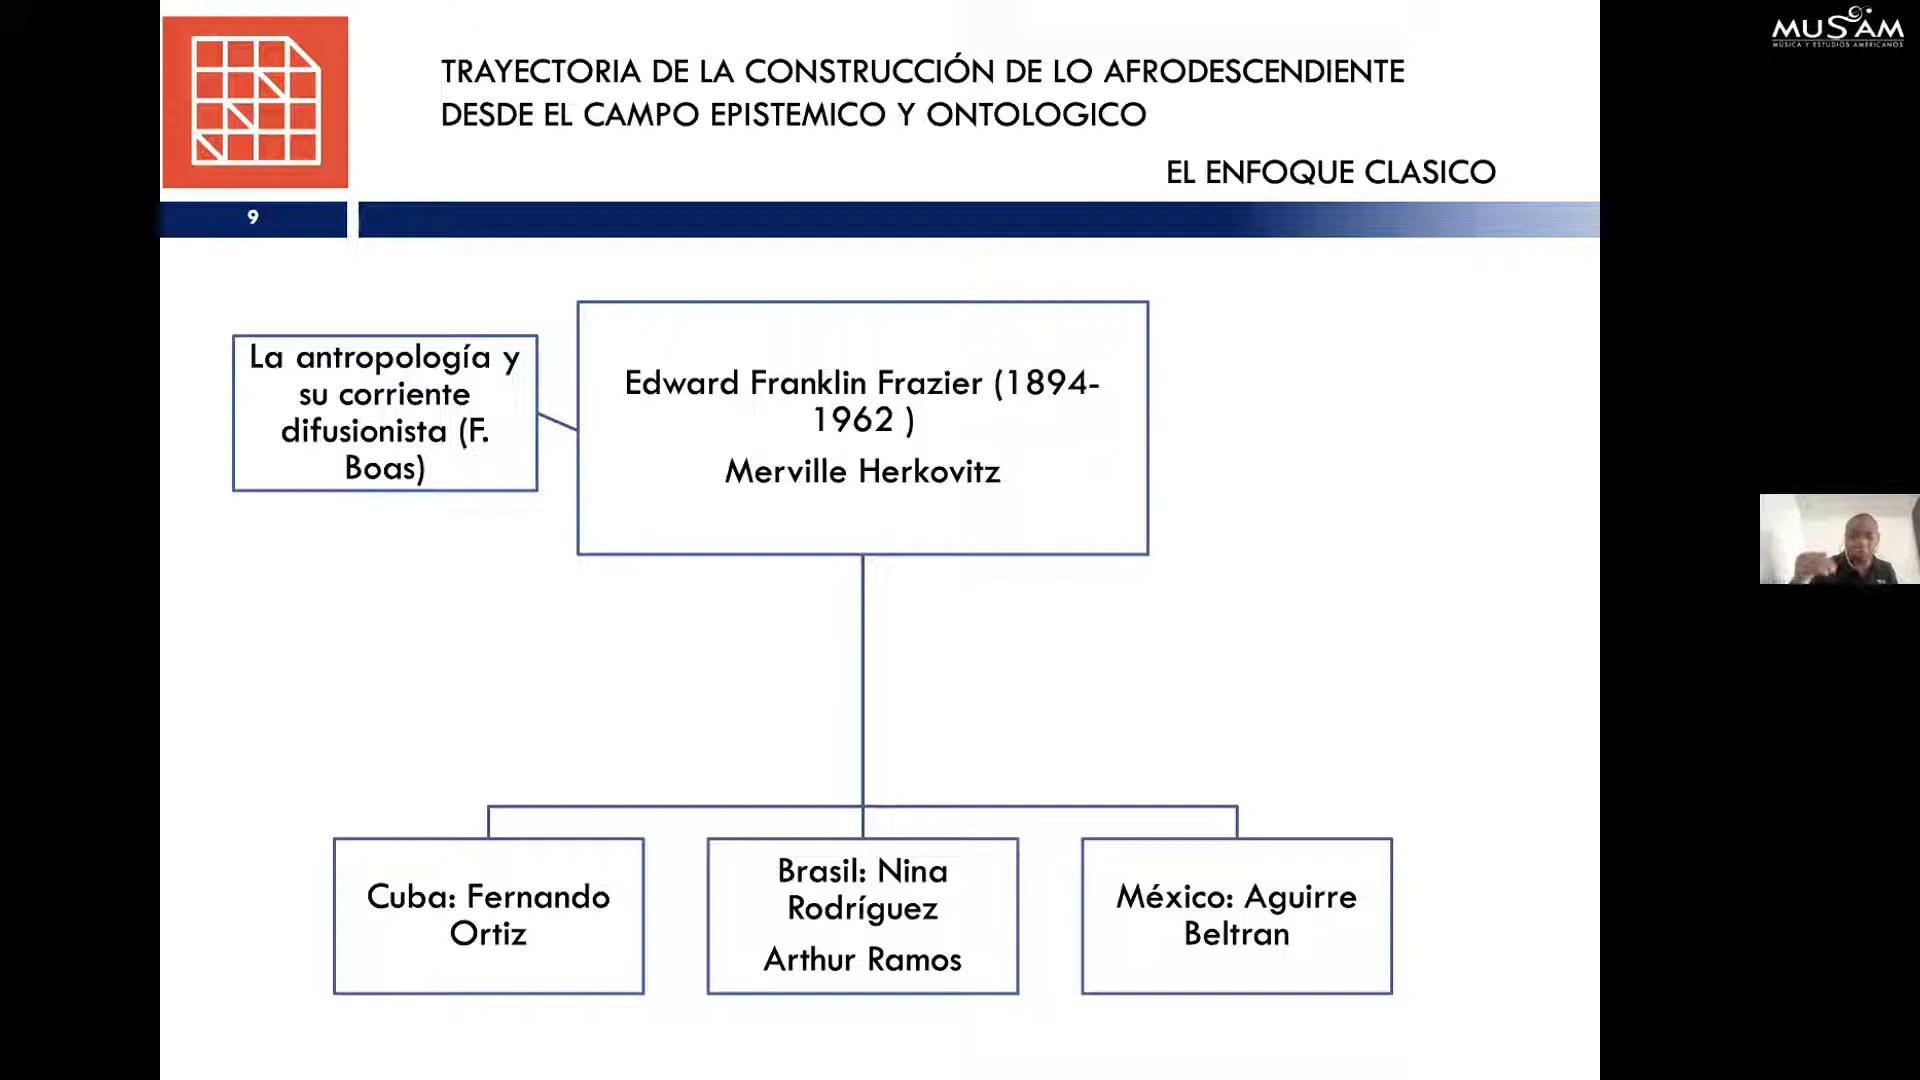 TRAYECTORIA DE LA CONSTRUCCIÓN DE LO AFRODESCENDIENTE
DESDE EL CAMPO EPISTEMICO Y ONTOLOGICO
EL ENFOQUE CLASICO
9
La antropología y
su corriente
difusionista (F.
Boas)
Edward Franklin Frazier (1894-
1962 )
Merville Herkovitz
Cuba: Fernando
Ortiz
Brasil: Nina
Rodríguez
Arthur Ramos
México: Aguirre
Beltran
MUSAM
MÚSICA Y ESTUDIOS AMERICANOS